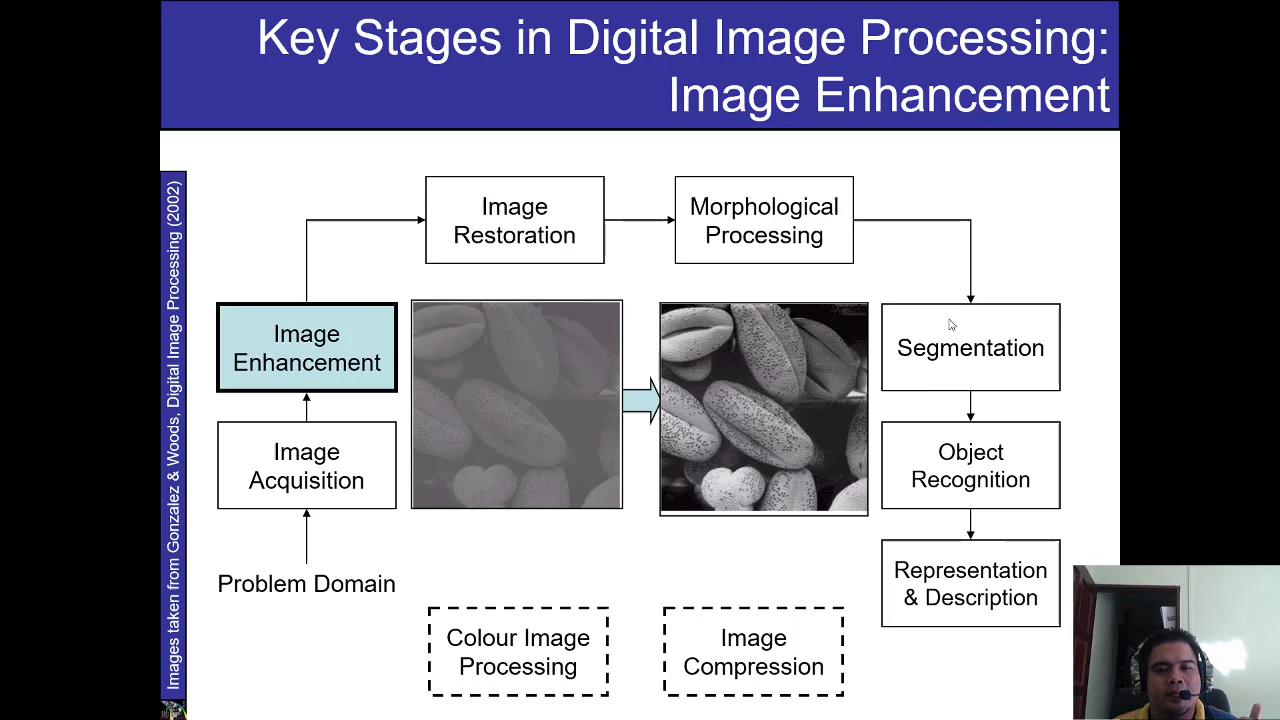 Key Stages in Digital Image Processing:
Image Enhancement
Images taken from Gonzalez & Woods, Digital Image Processing (2002)
Image
Restoration
Morphological
Processing
Image
Enhancement
Segmentation
Image
Acquisition
Object
Recognition
Problem Domain
Representation
& Description
Colour Image
Processing
Image
Compression